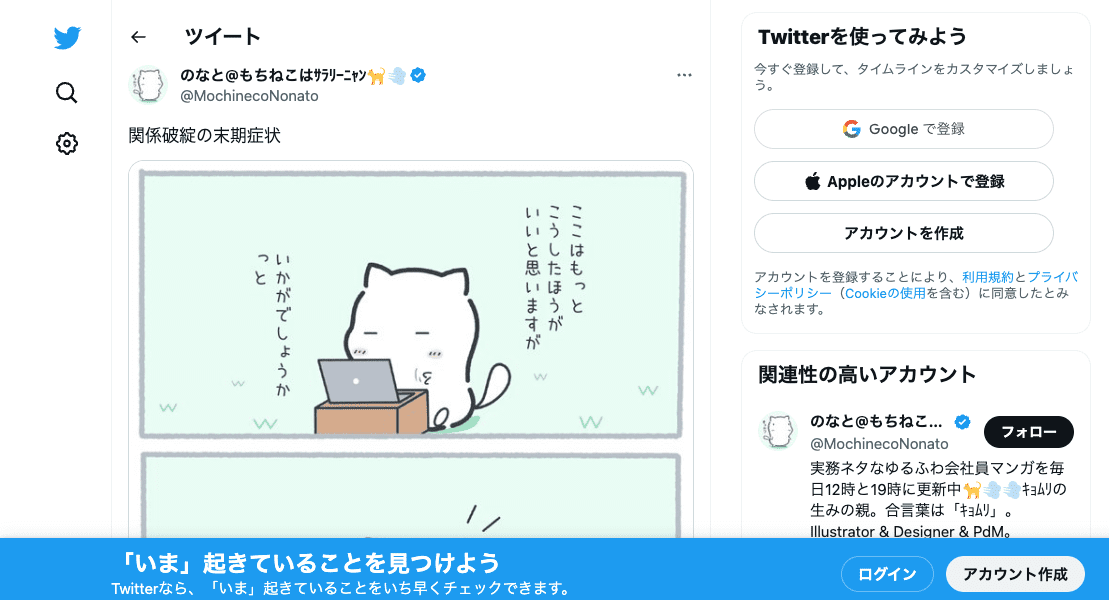 ツイート
のなと@もちねこはｻﾗﾘｰﾆｬﾝ🐈💨
@MochinecoNonato
関係破綻の末期症状
ここはもっと
こうしたほうが
いいと思いますが
いかがでしょうか
っと
Twitterを使ってみよう
今すぐ登録して、タイムラインをカスタマイズしましょ
う。
Google で登録
Appleのアカウントで登録
アカウントを作成
アカウントを登録することにより、利用規約とプライバ
シーポリシー（Cookieの使用を含む）に同意したとみ
なされます。
関連性の高いアカウント
のなと@もちねこ...
@MochinecoNonato
フォロー
実務ネタなゆるふわ会社員マンガを毎
日12時と19時に更新中🐈💨💨ｷｮﾑﾘの
生みの親。合言葉は「ｷｮﾑﾘ」。
Illustrator & Designer & PdM。
「いま」起きていることを見つけよう
Twitterなら、「いま」起きていることをいち早くチェックできます。
ログイン
アカウント作成